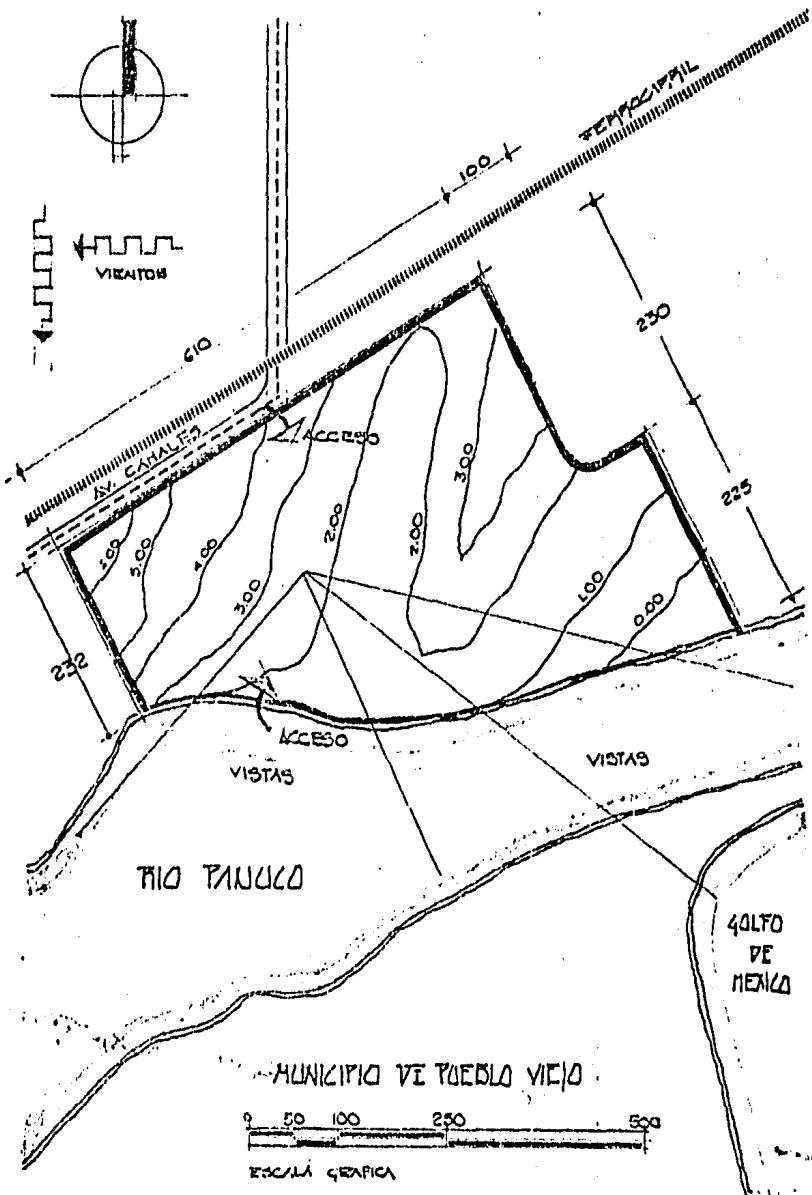 FERROCARRIL
100
VIENTOS
230
610
AV. CANALES
ACCESO
225
5.00
5.00
4.00
3.00
2.00
2.00
3.00
1.00
0.00
232
ACCESO
VISTAS
VISTAS
RIO PANUCO
GOLFO
DE
MEXICO
MUNICIPIO DE PUEBLO VIEJO
0 50 100 250 500
ESCALA GRAFICA